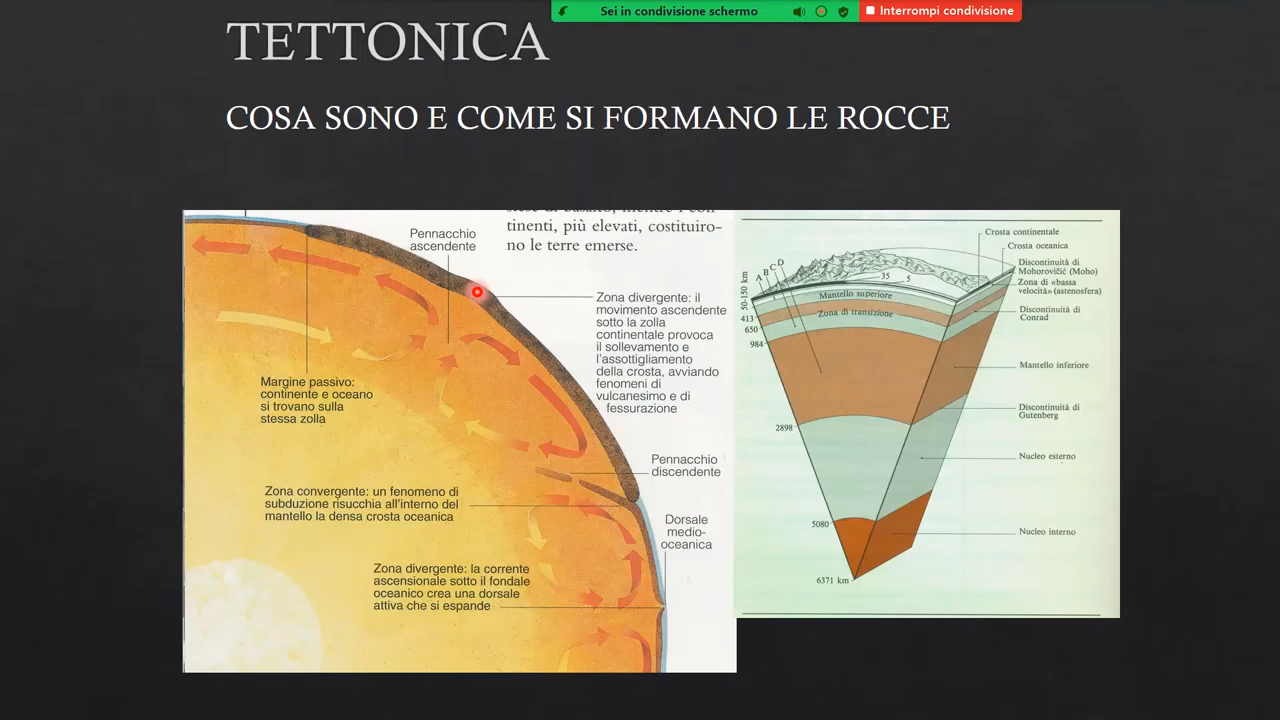 Sei in condivisione schermo
Interrompi condivisione
TETTONICA
COSA SONO E COME SI FORMANO LE ROCCE
tinenti, più elevati, costituiro-
no le terre emerse.
Pennacchio
ascendente
Zona divergente: il
movimento ascendente
sotto la zolla
continentale provoca
il sollevamento e
l'assottigliamento
della crosta, avviando
fenomeni di
vulcanesimo e di
fessurazione
Margine passivo:
continente e oceano
si trovano sulla
stessa zolla
Pennacchio
discendente
Zona convergente: un fenomeno di
subduzione risucchia all'interno del
mantello la densa crosta oceanica
Dorsale
medio-
oceanica
Zona divergente: la corrente
ascensionale sotto il fondale
oceanico crea una dorsale
attiva che si espande
Crosta continentale
Crosta oceanica
Discontinuità di
Mohorovičić (Moho)
Zona di «bassa
velocità» (astenosfera)
Discontinuità di
Conrad
Mantello inferiore
Discontinuità di
Gutenberg
Nucleo esterno
Nucleo interno
A B C D
35
5
50-150 km
Mantello superiore
Zona di transizione
413
650
984
2898
5080
6371 km